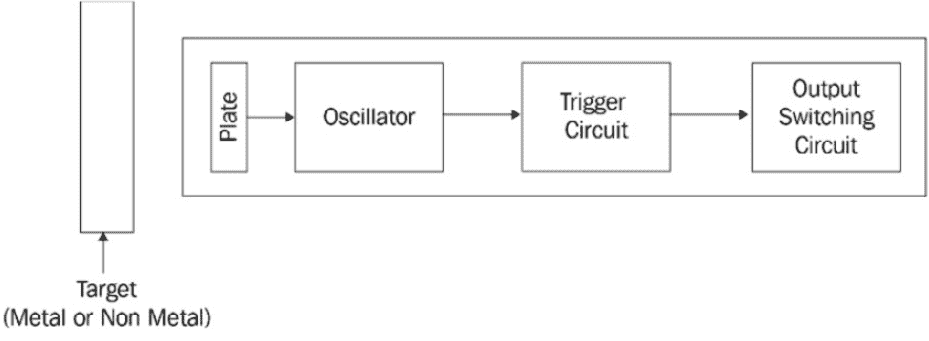 Plate
Oscillator
Trigger
Circuit
Output
Switching
Circuit
Target
(Metal or Non Metal)